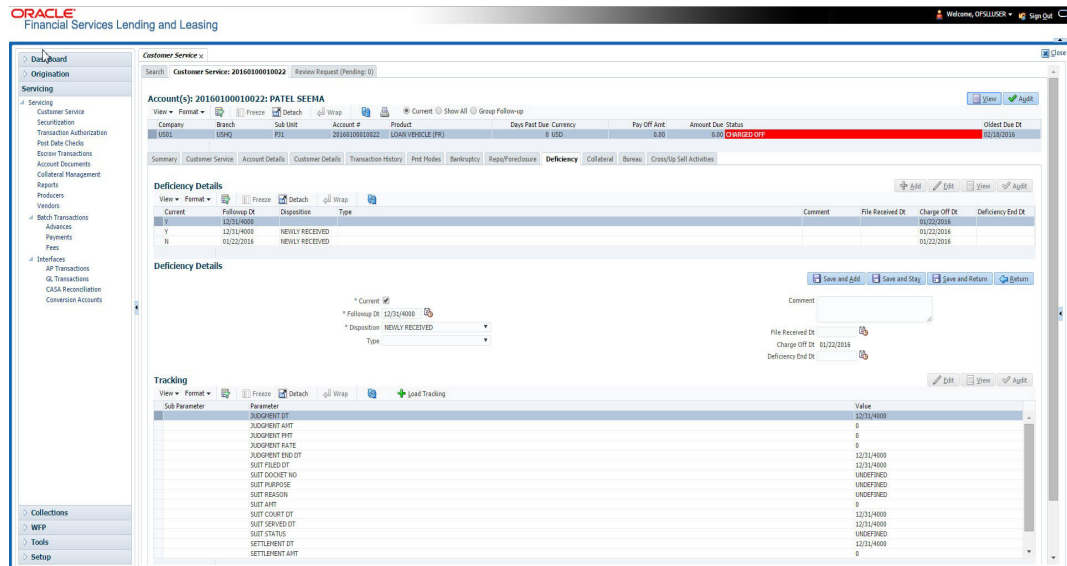 ORACLE
Financial Services Lending and Leasing
Welcome, OFSLLUSER Sign Out
Close
Dashboard
Origination
Servicing
Servicing
Customer Service
Securitization
Transaction Authorization
Post Date Checks
Escrow Transactions
Account Documents
Collateral Management
Reports
Producers
Vendors
Batch Transactions
Advances
Payments
Fees
Interfaces
AP Transactions
GL Transactions
CASA Reconciliation
Conversion Accounts
Collections
WFP
Tools
Setup
Customer Service x
Search Customer Service: 20160100010022 Review Request (Pending: 0)
Account(s): 20160100010022: PATEL SEEMA
View Audit
View Format Freeze Detach Wrap Current Show All Group Follow-up
Company Branch Sub Unit Account # Product Days Past Due Currency Pay Off Amt Amount Due Status Oldest Due Dt
US01 USHQ PJ1 20160100010022 LOAN VEHICLE (FR) 0 USD 0.00 0.00 CHARGED OFF 02/18/2016
Summary Customer Service Account Details Customer Details Transaction History Pmt Modes Bankruptcy Repo/Foreclosure Deficiency Collateral Bureau Cross/Up Sell Activities
Deficiency Details
Add Edit View Audit
View Format Freeze Detach Wrap
Current Followup Dt Disposition Type Comment File Received Dt Charge Off Dt Deficiency End Dt
Y 12/31/4000 01/22/2016
Y 12/31/4000 NEWLY RECEIVED 01/22/2016
N 01/22/2016 NEWLY RECEIVED 01/22/2016
Deficiency Details
Save and Add Save and Stay Save and Return Return
* Current
* Followup Dt 12/31/4000
* Disposition NEWLY RECEIVED
Type
Comment
File Received Dt
Charge Off Dt 01/22/2016
Deficiency End Dt
Tracking
Edit View Audit
View Format Freeze Detach Wrap Load Tracking
Sub Parameter Parameter Value
JUDGMENT DT 12/31/4000
JUDGMENT AMT 0
JUDGMENT PMT 0
JUDGMENT RATE 0
JUDGMENT END DT 12/31/4000
SUIT FILED DT 12/31/4000
SUIT DOCKET NO UNDEFINED
SUIT PURPOSE UNDEFINED
SUIT REASON UNDEFINED
SUIT AMT 0
SUIT COURT DT 12/31/4000
SUIT SERVED DT 12/31/4000
SUIT STATUS UNDEFINED
SETTLEMENT DT 12/31/4000
SETTLEMENT AMT 0